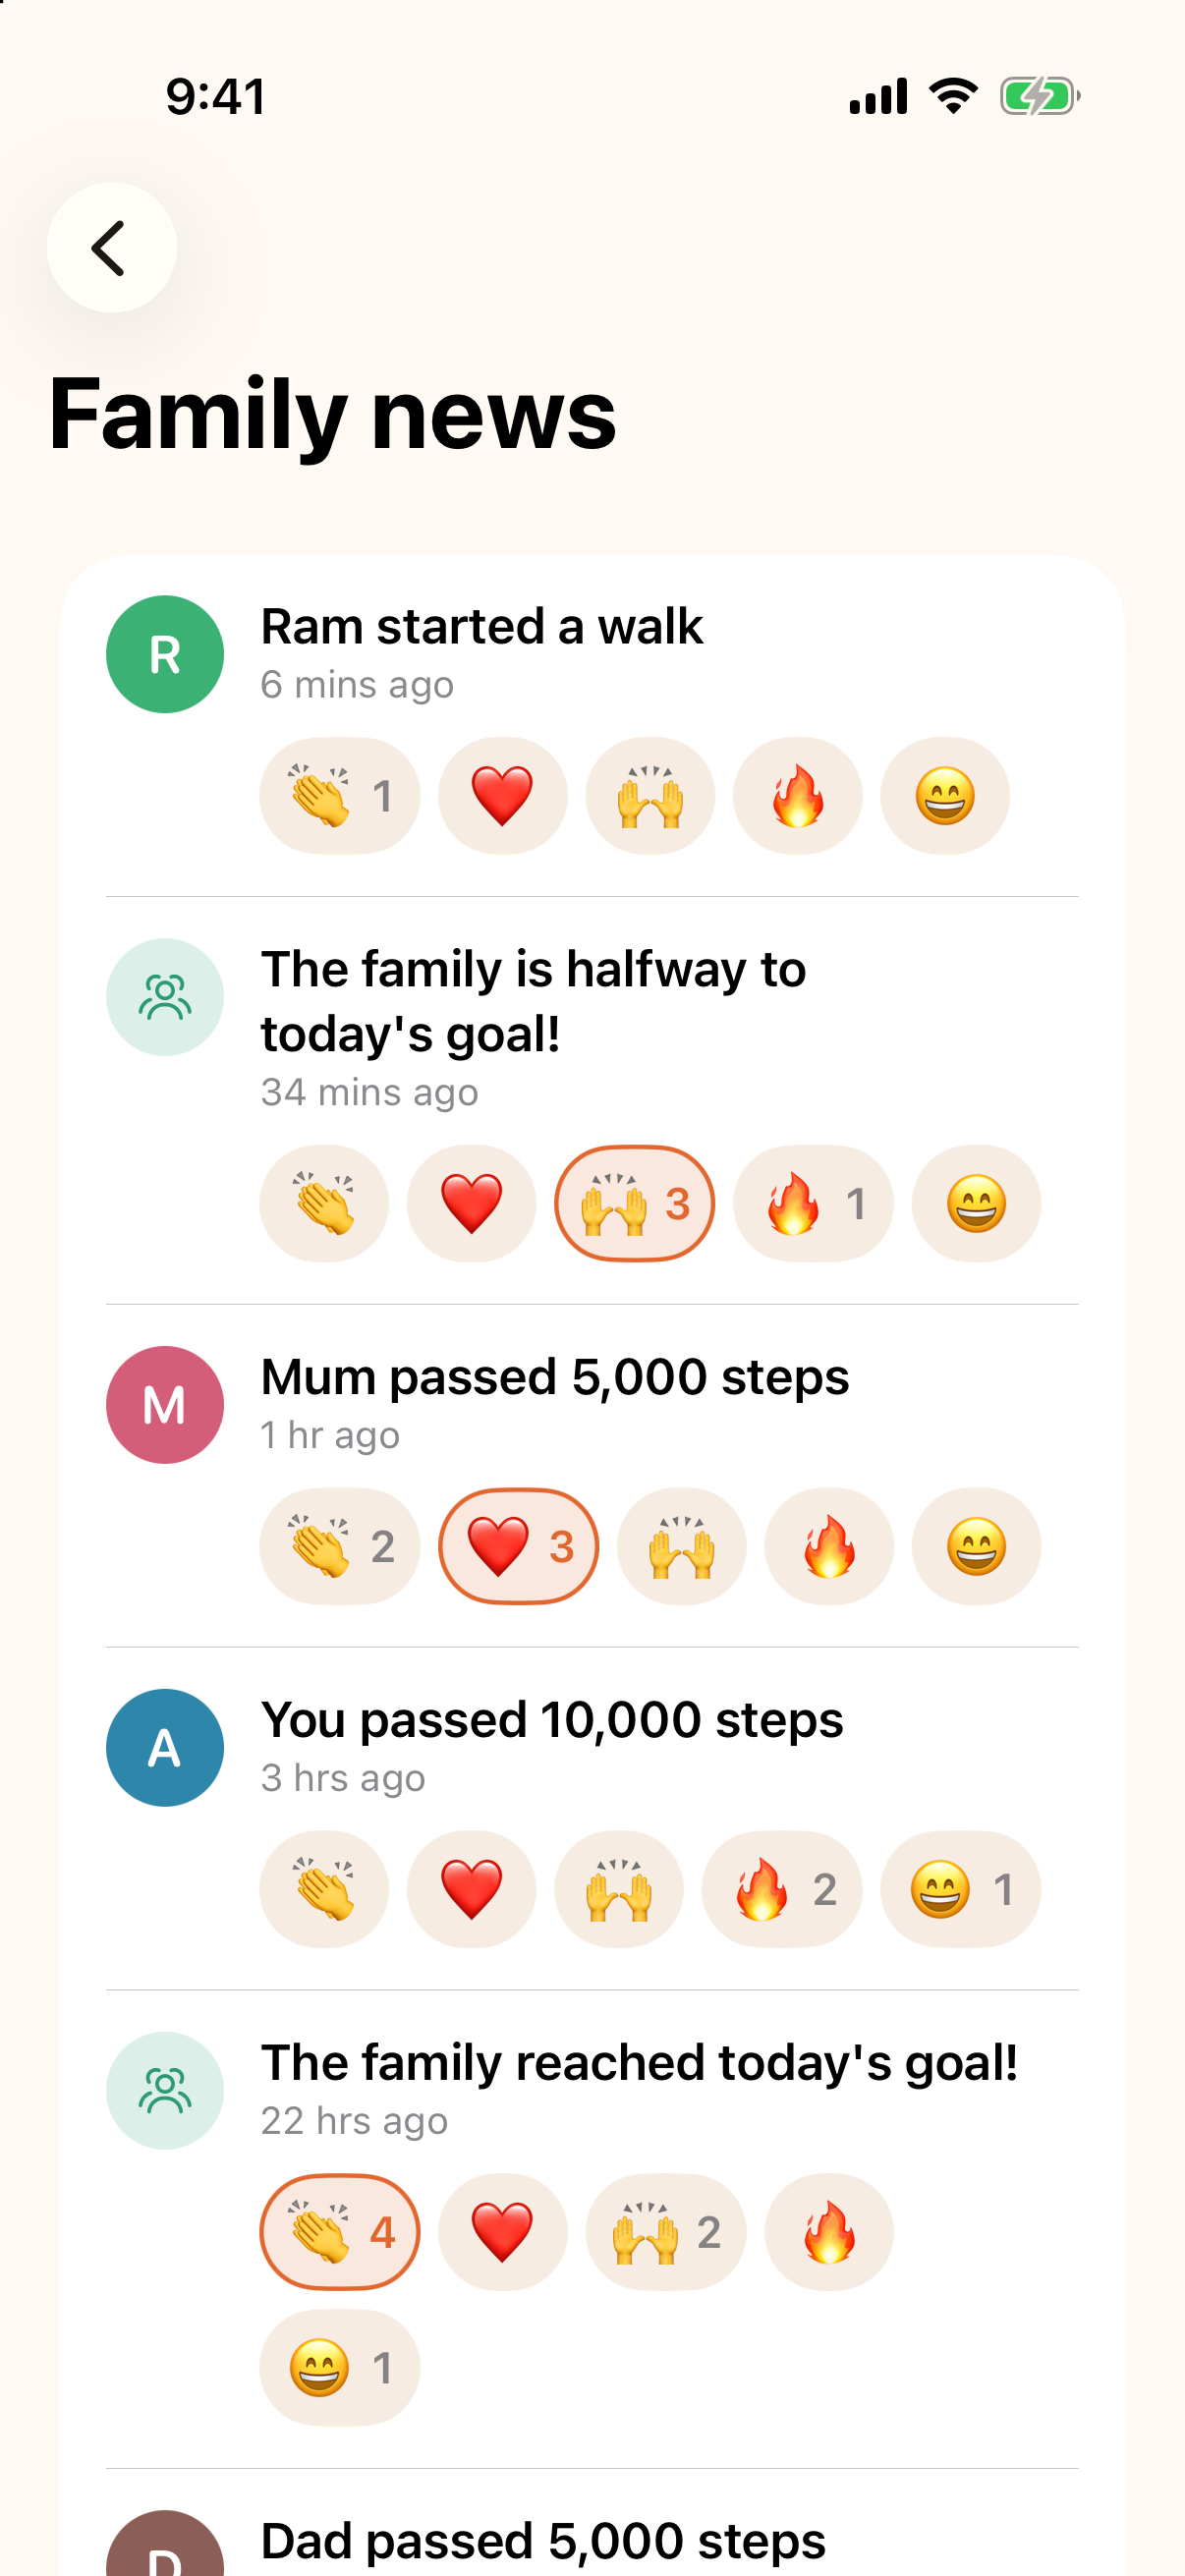 9:41
Family news
R
Ram started a walk
6 mins ago
👏 1 ❤️ 🙌 🔥 😄
The family is halfway to
today's goal!
34 mins ago
👏 ❤️ 🙌 3 🔥 1 😄
M
Mum passed 5,000 steps
1 hr ago
👏 2 ❤️ 3 🙌 🔥 😄
A
You passed 10,000 steps
3 hrs ago
👏 ❤️ 🙌 🔥 2 😄 1
The family reached today's goal!
22 hrs ago
👏 4 ❤️ 🙌 2 🔥
😄 1
D
Dad passed 5,000 steps